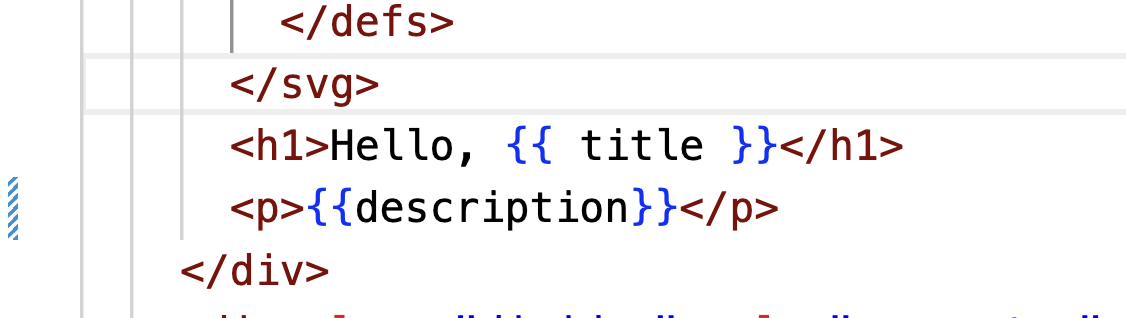 </defs>
</svg>
<h1>Hello, {{ title }}</h1>
<p>{{description}}</p>
</div>